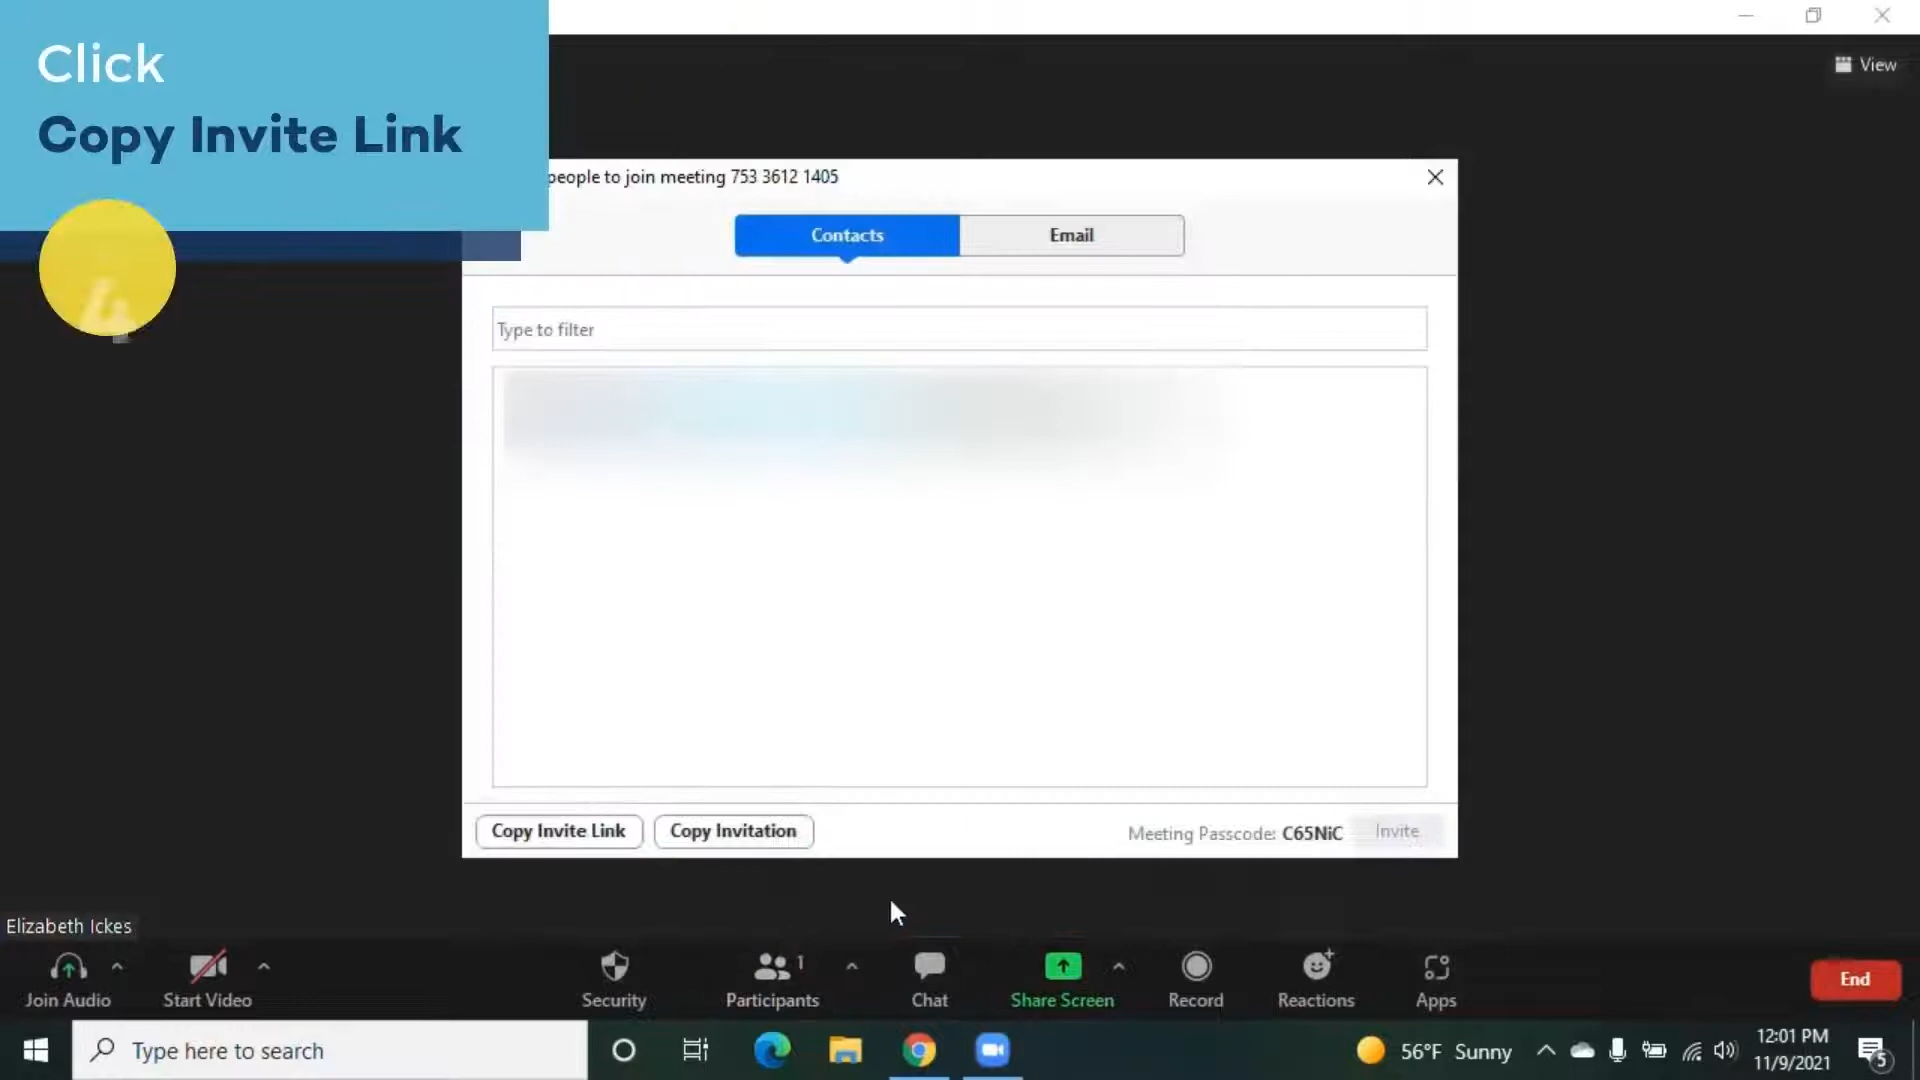 Click
Copy Invite Link
4
View
people to join meeting 753 3612 1405
Contacts
Email
Type to filter
Copy Invite Link
Copy Invitation
Meeting Passcode: C65NiC
Invite
Elizabeth Ickes
1
Join Audio
Start Video
Security
Participants
Chat
Share Screen
Record
Reactions
Apps
End
Type here to search
56°F Sunny
12:01 PM
11/9/2021
5